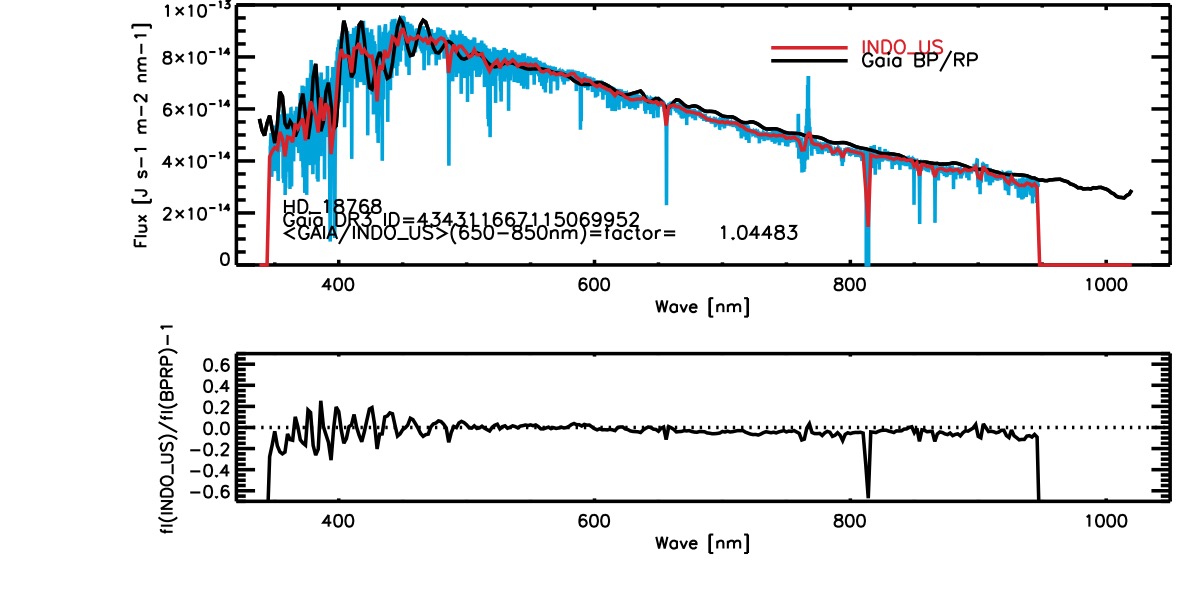 1×10−13
8×10−14
6×10−14
4×10−14
2×10−14
0
Flux [J s−1 m−2 nm−1]
INDO_US
Gaia BP/RP
HD_18768
Gaia DR3 ID=434311667115069952
<GAIA/INDO_US>(650−850nm)=factor= 1.04483
400 600 800 1000
Wave [nm]
0.6
0.4
0.2
0.0
−0.2
−0.4
−0.6
fl(INDO_US)/fl(BPRP)−1
400 600 800 1000
Wave [nm]